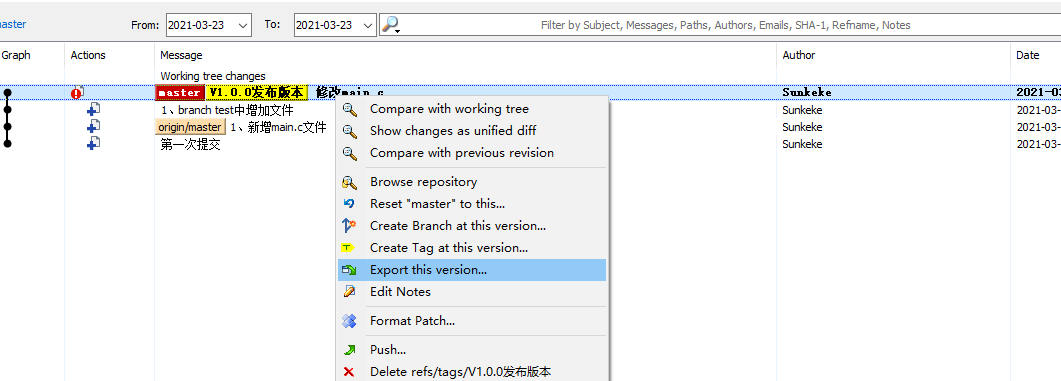 master From: 2021-03-23 To: 2021-03-23 Filter by Subject, Messages, Paths, Authors, Emails, SHA-1, Refname, Notes
Graph Actions Message Author Date
Working tree changes
master V1.0.0发布版本 修改main.c Sunkeke 2021-03
1、branch test中增加文件 Sunkeke 2021-03-
origin/master 1、新增main.c文件 Sunkeke 2021-03-
第一次提交 Sunkeke 2021-03-
Compare with working tree
Show changes as unified diff
Compare with previous revision
Browse repository
Reset "master" to this...
Create Branch at this version...
Create Tag at this version...
Export this version...
Edit Notes
Format Patch...
Push...
Delete refs/tags/V1.0.0发布版本